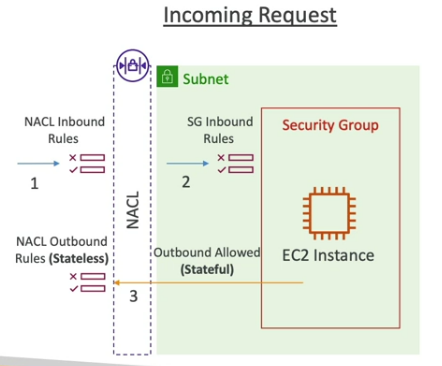 Incoming Request
Subnet
NACL Inbound
Rules
SG Inbound
Rules
Security Group
1
2
NACL
NACL Outbound
Rules (Stateless)
Outbound Allowed
(Stateful)
EC2 Instance
3